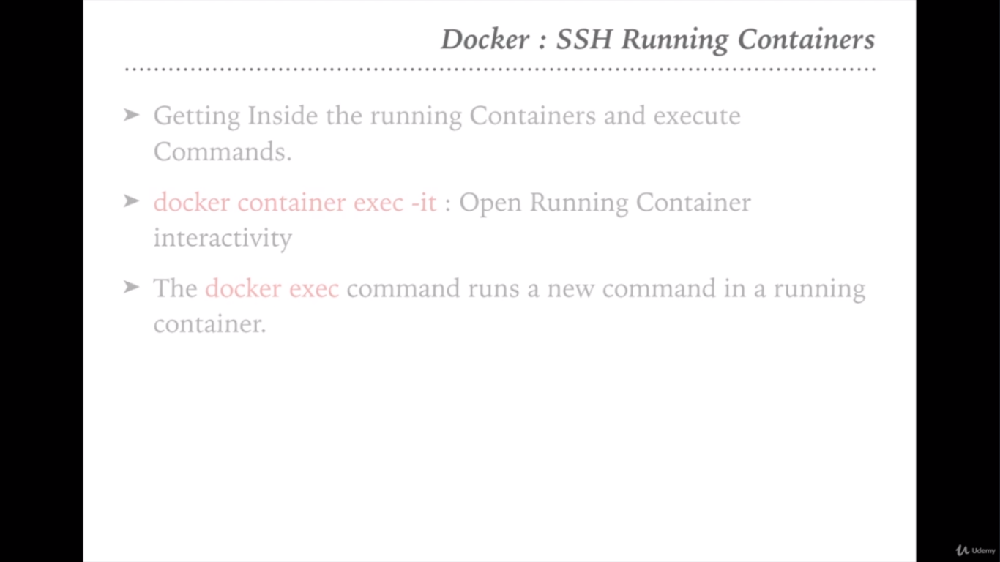 Docker : SSH Running Containers
➤ Getting Inside the running Containers and execute
Commands.
➤ docker container exec -it : Open Running Container
interactivity
➤ The docker exec command runs a new command in a running
container.
Udemy